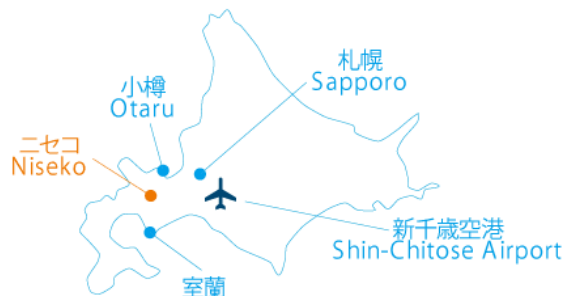 札幌
Sapporo
小樽
Otaru
ニセコ
Niseko
新千歳空港
Shin-Chitose Airport
室蘭